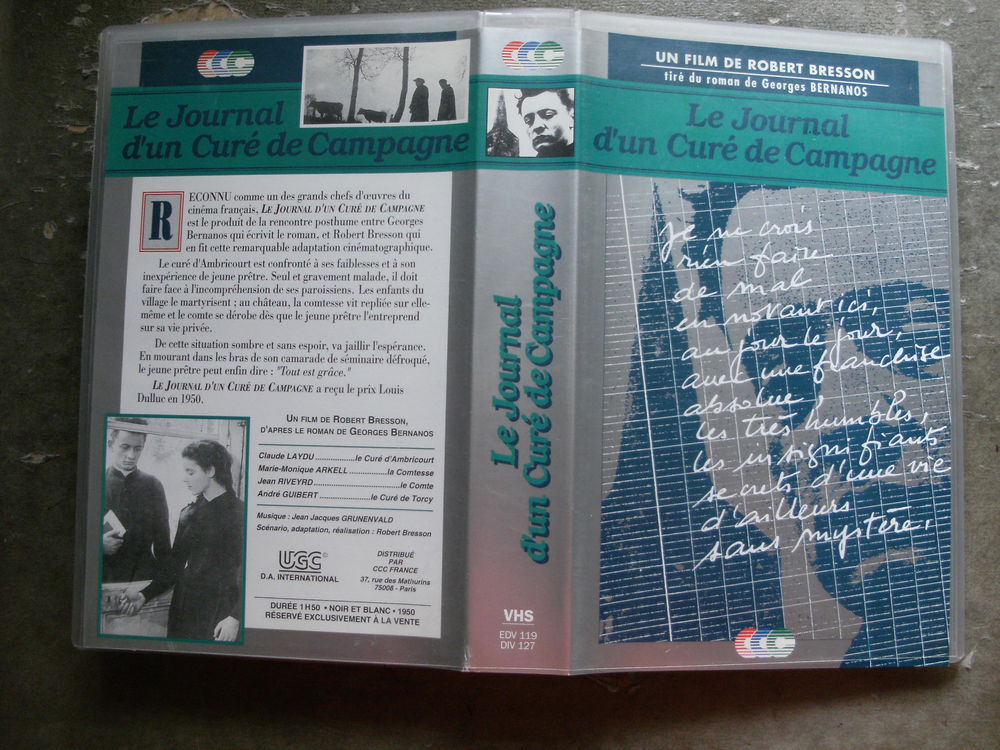 CCC
Le Journal
d'un Curé de Campagne
RECONNU comme un des grands chefs d'œuvres du
cinéma français, LE JOURNAL D'UN CURÉ DE CAMPAGNE
est le produit de la rencontre posthume entre Georges
Bernanos qui écrivit le roman, et Robert Bresson qui
en fit cette remarquable adaptation cinématographique.
Le curé d'Ambricourt est confronté à ses faiblesses et à son
inexpérience de jeune prêtre. Seul et gravement malade, il doit
faire face à l'incompréhension de ses paroissiens. Les enfants du
village le martyrisent ; au château, la comtesse vit repliée sur elle-
même et le comte se dérobe dès que le jeune prêtre l'entreprend
sur sa vie privée.
De cette situation sombre et sans espoir, va jaillir l'espérance.
En mourant dans les bras de son camarade de séminaire défroqué,
le jeune prêtre peut enfin dire : "Tout est grâce."
LE JOURNAL D'UN CURÉ DE CAMPAGNE a reçu le prix Louis
Dulluc en 1950.
UN FILM DE ROBERT BRESSON,
D'APRES LE ROMAN DE GEORGES BERNANOS
Claude LAYDU ..................le Curé d'Ambricourt
Marie-Monique ARKELL ..............la Comtesse
Jean RIVEYRD....................................le Comte
André GUIBERT ......................le Curé de Torcy
Musique : Jean Jacques GRUNENVALD
Scénario, adaptation, réalisation : Robert Bresson
UGC©
D.A. INTERNATIONAL
DISTRIBUÉ
PAR
CCC FRANCE
37, rue des Mathurins
75008 - Paris
DURÉE 1H50 • NOIR ET BLANC • 1950
RÉSERVÉ EXCLUSIVEMENT À LA VENTE
CCC
Le Journal
d'un Curé de Campagne
VHS
EDV 119
DIV 127
UN FILM DE ROBERT BRESSON
tiré du roman de Georges BERNANOS
Le Journal
d'un Curé de Campagne
je ne crois
rien faire
de mal
en notant ici,
au jour le jour,
avec une franchise
absolue
les très humbles,
les insignifiants
secrets d'une vie
d'ailleurs
sans mystère.
CCC